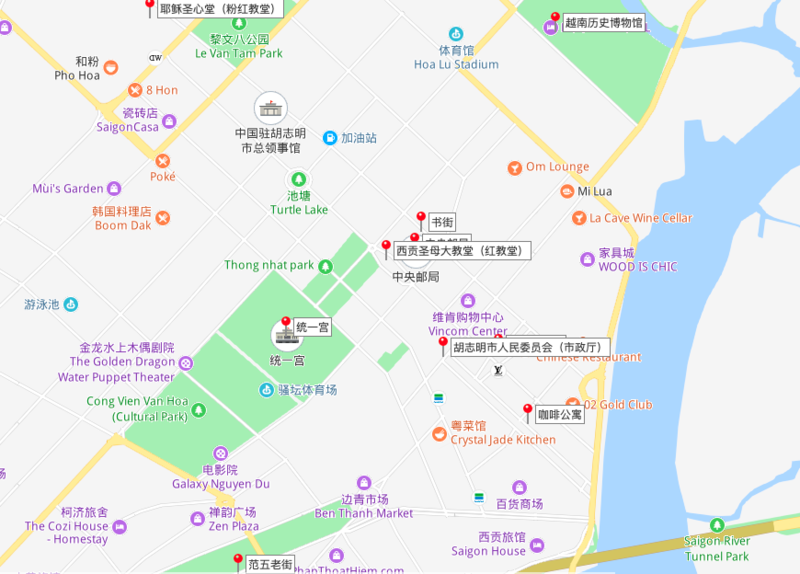 耶稣圣心堂（粉红教堂）
越南历史博物馆
黎文八公园
Le Van Tam Park
体育馆
Hoa Lu Stadium
和粉
Pho Hoa
8 Hon
瓷砖店
SaigonCasa
中国驻胡志明
市总领事馆
加油站
Om Lounge
Poké
Mùi's Garden
池塘
Turtle Lake
Mi Lua
韩国料理店
Boom Dak
书街
La Cave Wine Cellar
西贡圣母大教堂（红教堂）
家具城
WOOD IS CHIC
Thong nhat park
中央邮局
游泳池
维肯购物中心
Vincom Center
统一宫
统一宫
金龙水上木偶剧院
The Golden Dragon
Water Puppet Theater
胡志明市人民委员会（市政厅）
Chinese Restaurant
骚坛体育场
Cong Vien Van Hoa
(Cultural Park)
02 Gold Club
咖啡公寓
粤菜馆
Crystal Jade Kitchen
电影院
Galaxy Nguyen Du
边青市场
Ben Thanh Market
百货商场
柯济旅舍
The Cozi House
- Homestay
禅韵广场
Zen Plaza
西贡旅馆
Saigon House
Saigon River
Tunnel Park
范五老街
PhanThoatHiem.com